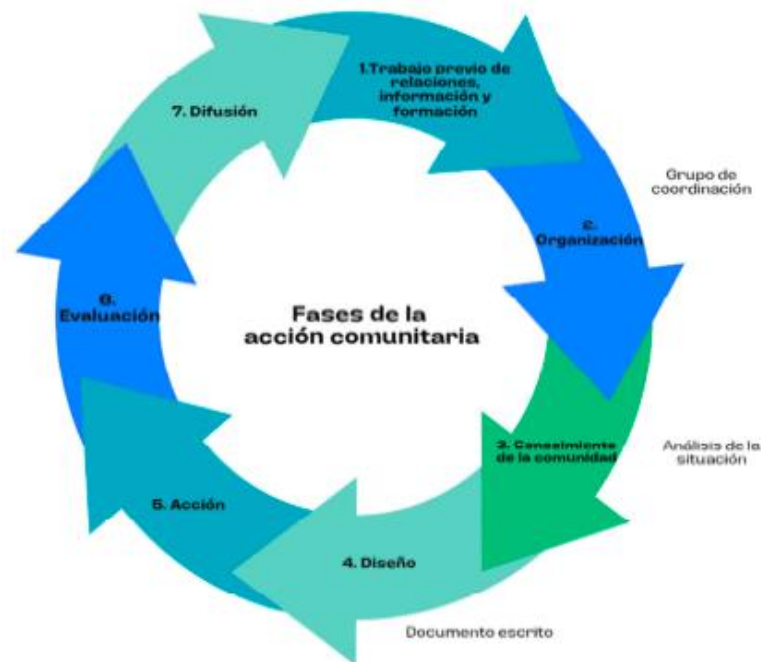 1.Trabajo previo de
relaciones,
información y
formación
2.
Organización
Grupo de
coordinación
3. Conocimiento
de la comunidad
Análisis de la
situación
4. Diseño
Documento escrito
5. Acción
6.
Evaluación
7. Difusión
Fases de la
acción comunitaria